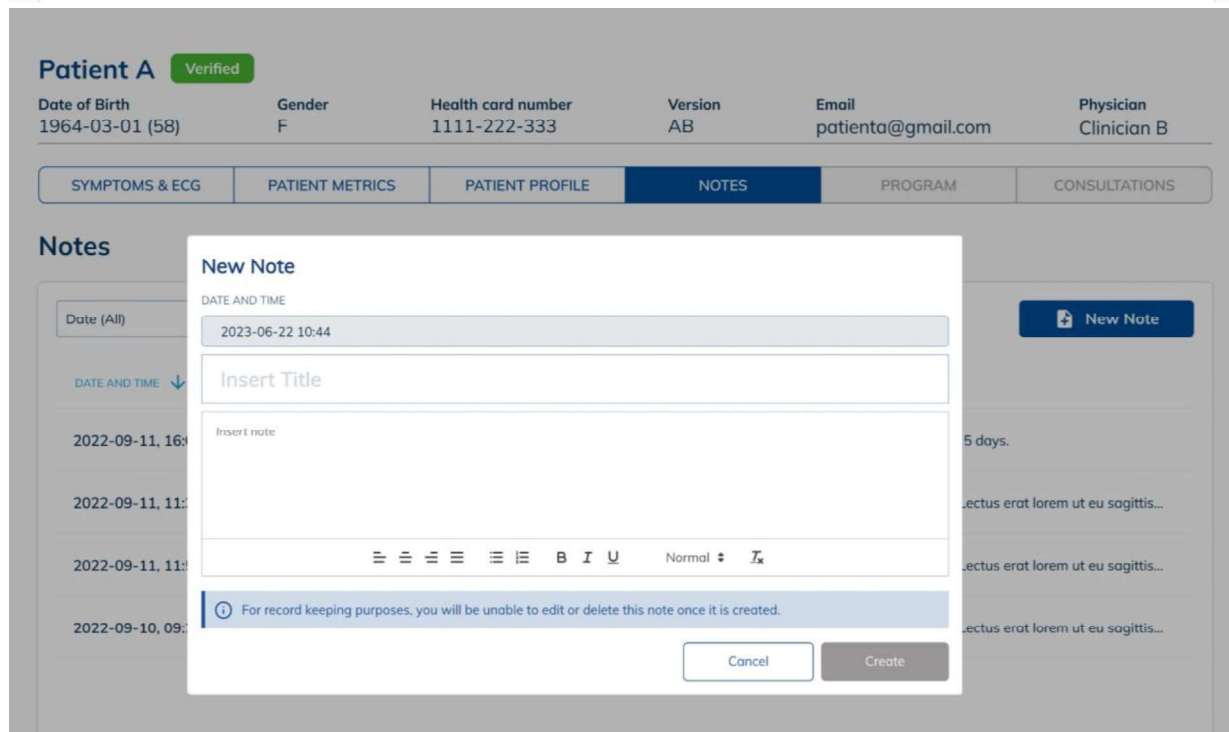 Patient A Verified
Date of Birth Gender Health card number Version Email Physician
1964-03-01 (58) F 1111-222-333 AB patienta@gmail.com Clinician B
SYMPTOMS & ECG PATIENT METRICS PATIENT PROFILE NOTES PROGRAM CONSULTATIONS
Notes
New Note
DATE AND TIME
Date (All) 2023-06-22 10:44 New Note
Insert Title
DATE AND TIME
Insert note
2022-09-11, 16: 5 days.
2022-09-11, 11: Lectus erat lorem ut eu sagittis...
B I U Normal Tx
2022-09-11, 11: Lectus erat lorem ut eu sagittis...
For record keeping purposes, you will be unable to edit or delete this note once it is created.
2022-09-10, 09: Lectus erat lorem ut eu sagittis...
Cancel Create